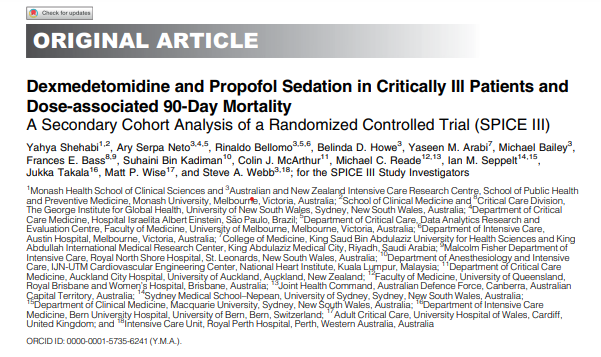 Check for updates
ORIGINAL ARTICLE
Dexmedetomidine and Propofol Sedation in Critically Ill Patients and
Dose-associated 90-Day Mortality
A Secondary Cohort Analysis of a Randomized Controlled Trial (SPICE III)
Yahya Shehabi1,2, Ary Serpa Neto3,4,5, Rinaldo Bellomo3,5,6, Belinda D. Howe3, Yaseen M. Arabi7, Michael Bailey3,
Frances E. Bass8,9, Suhaini Bin Kadiman10, Colin J. McArthur11, Michael C. Reade12,13, Ian M. Seppelt14,15,
Jukka Takala16, Matt P. Wise17, and Steve A. Webb3,18; for the SPICE III Study Investigators
1Monash Health School of Clinical Sciences and 3Australian and New Zealand Intensive Care Research Centre, School of Public Health
and Preventive Medicine, Monash University, Melbourne, Victoria, Australia; 2School of Clinical Medicine and 9Critical Care Division,
The George Institute for Global Health, University of New South Wales, Sydney, New South Wales, Australia; 4Department of Critical
Care Medicine, Hospital Israelita Albert Einstein, São Paulo, Brazil; 5Department of Critical Care, Data Analytics Research and
Evaluation Centre, Faculty of Medicine, University of Melbourne, Melbourne, Victoria, Australia; 6Department of Intensive Care,
Austin Hospital, Melbourne, Victoria, Australia; 7College of Medicine, King Saud Bin Abdulaziz University for Health Sciences and King
Abdullah International Medical Research Center, King Abdulaziz Medical City, Riyadh, Saudi Arabia; 8Malcolm Fisher Department of
Intensive Care, Royal North Shore Hospital, St. Leonards, New South Wales, Australia; 10Department of Anesthesiology and Intensive
Care, IJN-UTM Cardiovascular Engineering Center, National Heart Institute, Kuala Lumpur, Malaysia; 11Department of Critical Care
Medicine, Auckland City Hospital, University of Auckland, Auckland, New Zealand; 12Faculty of Medicine, University of Queensland,
Royal Brisbane and Women's Hospital, Brisbane, Australia; 13Joint Health Command, Australian Defence Force, Canberra, Australian
Capital Territory, Australia; 14Sydney Medical School–Nepean, University of Sydney, Sydney, New South Wales, Australia;
15Department of Clinical Medicine, Macquarie University, Sydney, New South Wales, Australia; 16Department of Intensive Care
Medicine, Bern University Hospital, University of Bern, Bern, Switzerland; 17Adult Critical Care, University Hospital of Wales, Cardiff,
United Kingdom; and 18Intensive Care Unit, Royal Perth Hospital, Perth, Western Australia, Australia
ORCID ID: 0000-0001-5735-6241 (Y.M.A.).